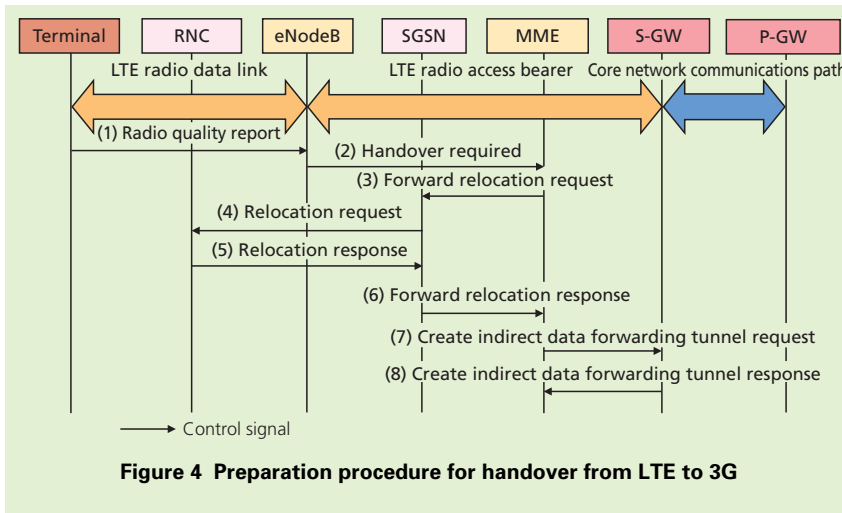 Terminal RNC eNodeB SGSN MME S-GW P-GW
LTE radio data link LTE radio access bearer Core network communications path
(1) Radio quality report
(2) Handover required
(3) Forward relocation request
(4) Relocation request
(5) Relocation response
(6) Forward relocation response
(7) Create indirect data forwarding tunnel request
(8) Create indirect data forwarding tunnel response
Control signal
Figure 4 Preparation procedure for handover from LTE to 3G